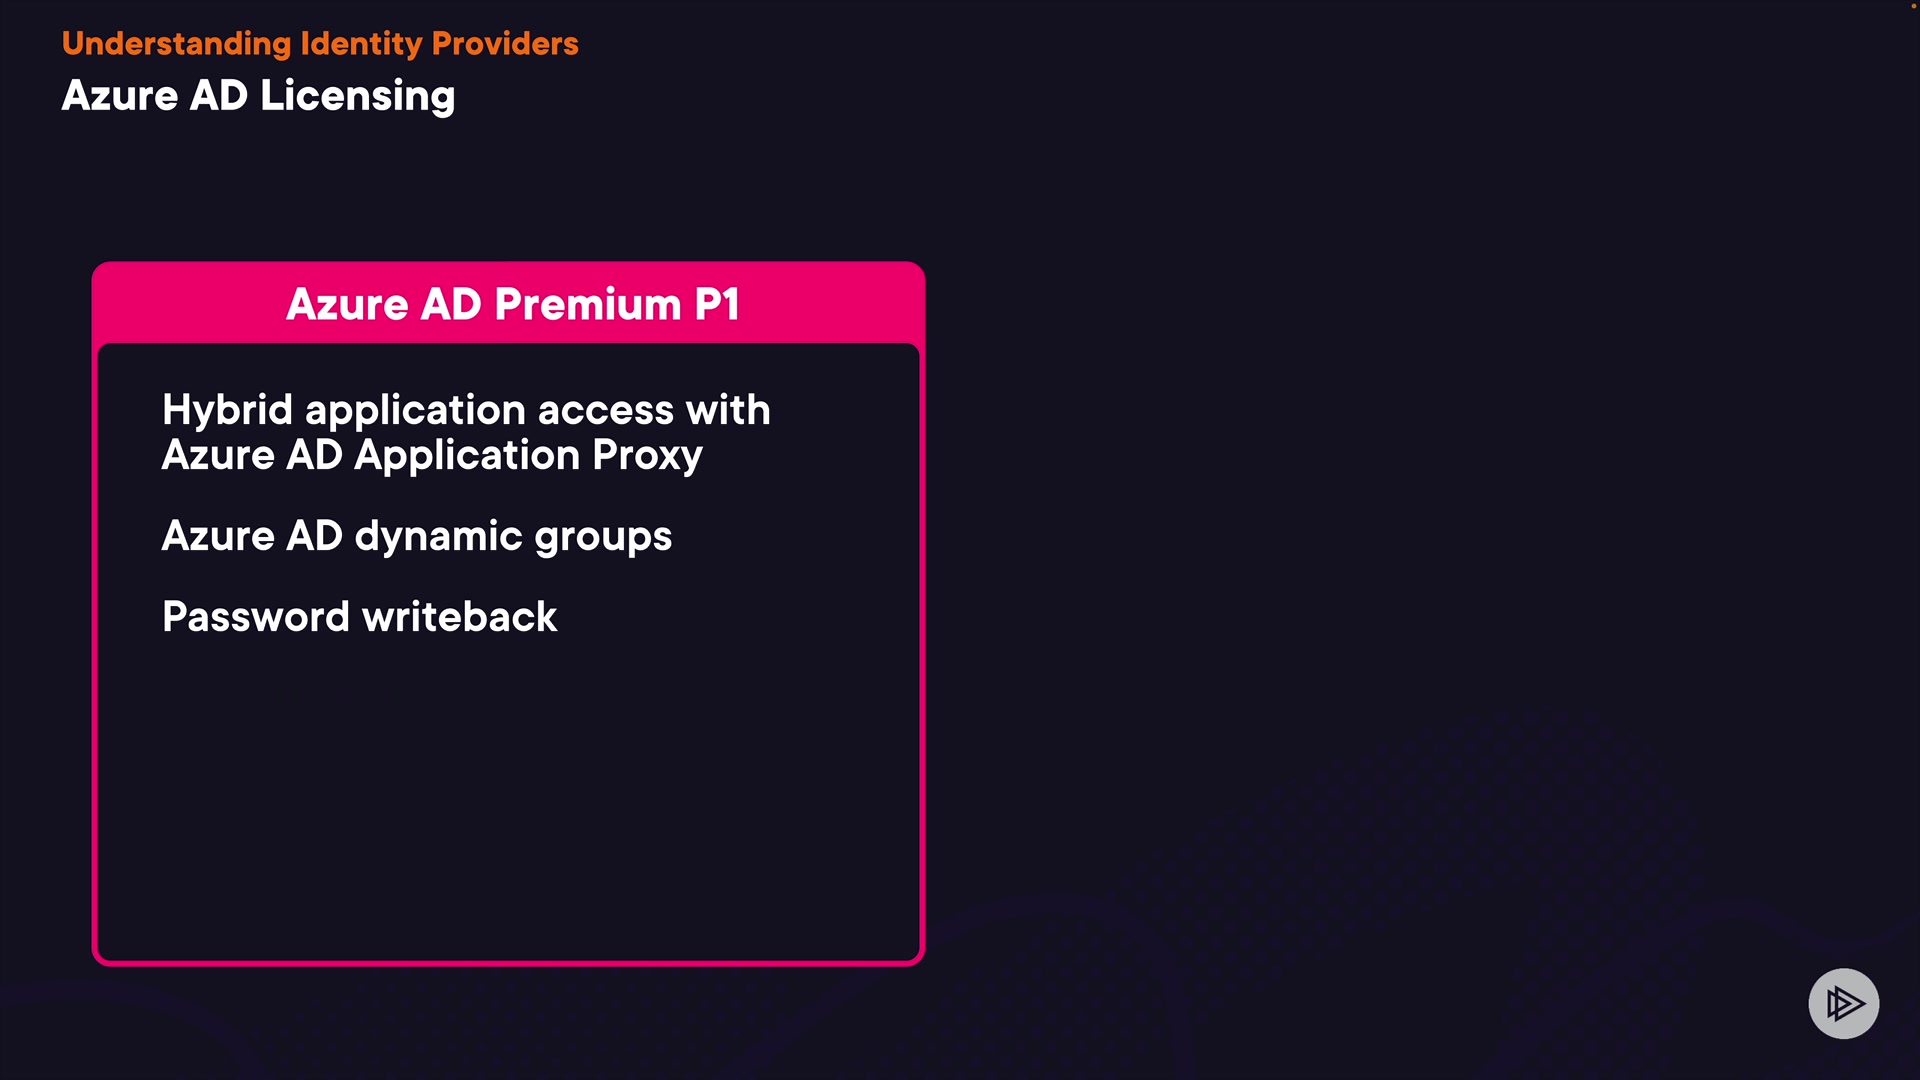 Understanding Identity Providers
Azure AD Licensing
Azure AD Premium P1
Hybrid application access with
Azure AD Application Proxy
Azure AD dynamic groups
Password writeback